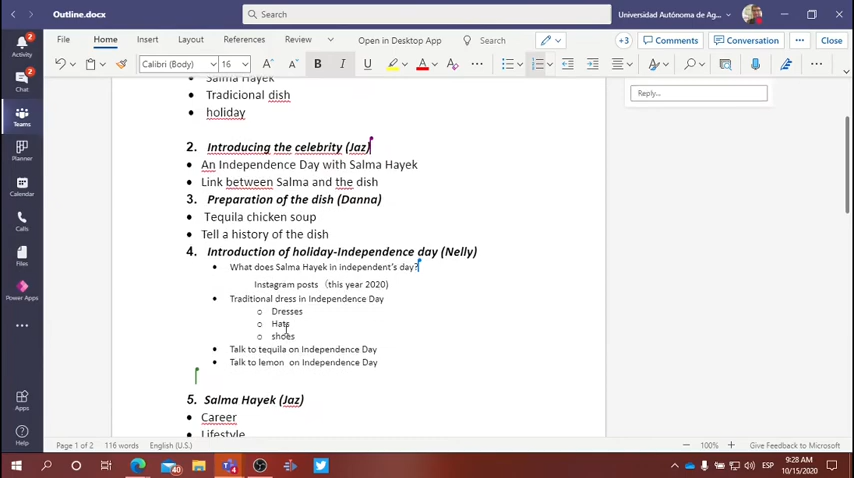 Outline.docx
Search
Universidad Autónoma de Ag...
File
Home
Insert
Layout
References
Review
Open in Desktop App
Search
+3
Comments
Conversation
Close
Calibri (Body)
16
B
I
U
A
A
Activity
2
Chat
2
Teams
Planner
Calendar
Calls
Files
Power Apps
Apps
Help
Reply...
• Salma Hayek
• Tradicional dish
• holiday
2. Introducing the celebrity (Jaz)
• An Independence Day with Salma Hayek
• Link between Salma and the dish
3. Preparation of the dish (Danna)
• Tequila chicken soup
• Tell a history of the dish
4. Introduction of holiday-Independence day (Nelly)
• What does Salma Hayek in independent's day?
Instagram posts (this year 2020)
• Traditional dress in Independence Day
o Dresses
o Hats
o shoes
• Talk to tequila on Independence Day
• Talk to lemon on Independence Day
5. Salma Hayek (Jaz)
• Career
• Lifestyle
Page 1 of 2
116 words
English (U.S.)
100%
Give Feedback to Microsoft
40
4
ESP
9:28 AM
10/15/2020